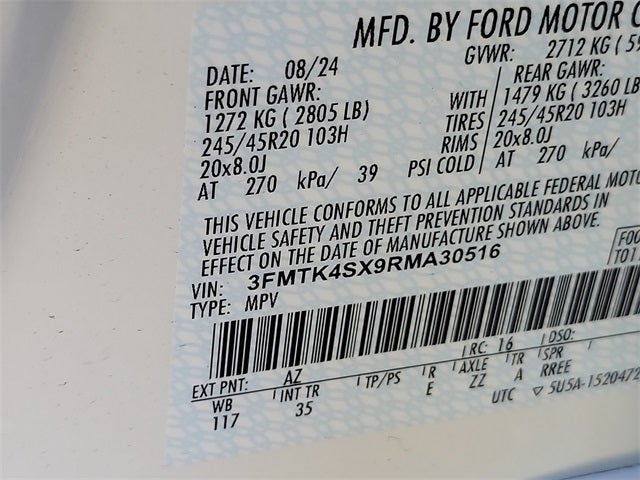 MFD. BY FORD MOTOR
DATE: 08/24 GVWR: 2712 KG (
FRONT GAWR: REAR GAWR:
1272 KG ( 2805 LB) WITH 1479 KG ( 3260 LB
245/45R20 103H TIRES 245/45R20 103H
20x8.0J RIMS 20x8.0J
AT 270 kPa/ 39 PSI COLD AT 270 kPa/
THIS VEHICLE CONFORMS TO ALL APPLICABLE FEDERAL
VEHICLE SAFETY AND THEFT PREVENTION STANDARDS IN
EFFECT ON THE DATE OF MANUFACTURE SHOWN ABOVE.
VIN: 3FMTK4SX9RMA30516
TYPE: MPV
EXT PNT: AZ RC: 16 DSO:
WB INT TR TP/PS R AXLE TR SPR
117 35 E ZZ A RREE
UTC 5U5A-1520472